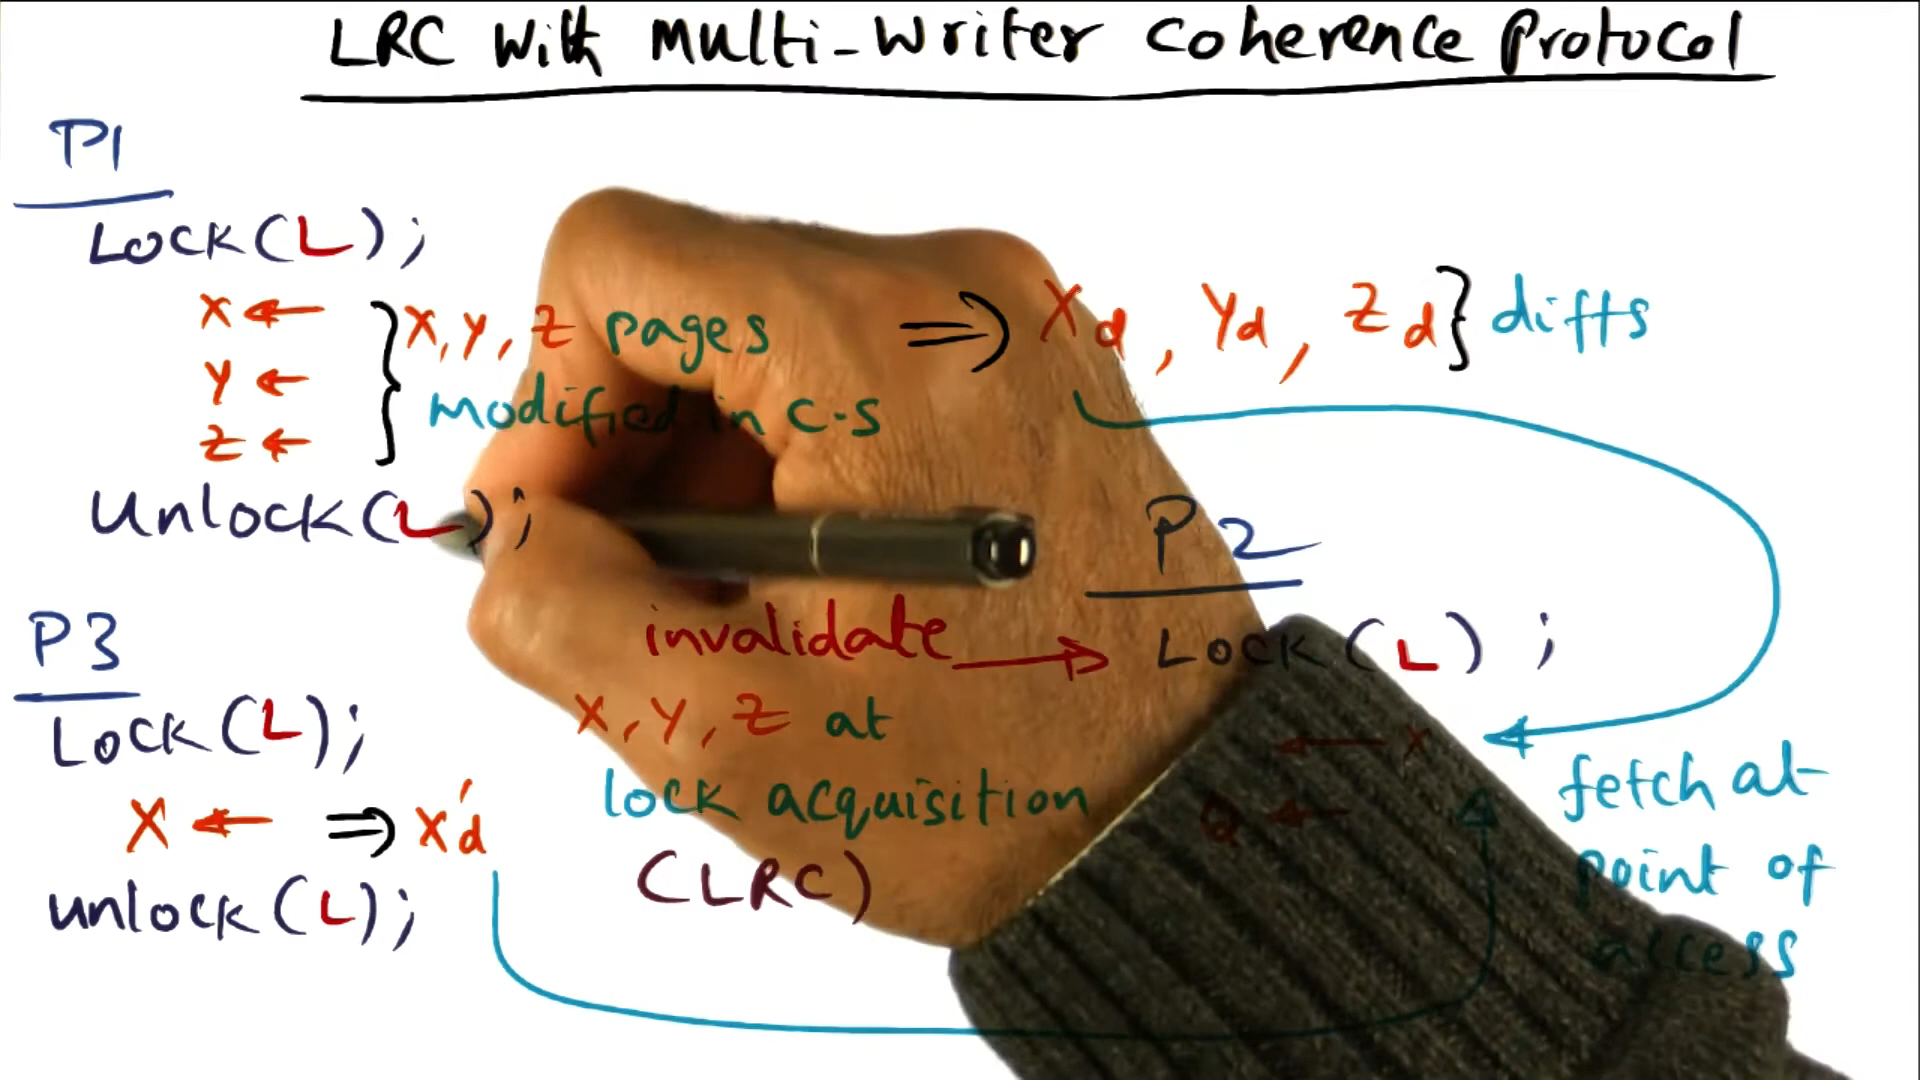 LRC with Multi-Writer Coherence Protocol
P1
Lock(L);
X ←
Y ←
Z ←
} X, Y, Z pages
modified in C.S
⇒ Xd, Yd, Zd } diffs
Unlock(L);
P2
Lock(L);
← X
Q ←
invalidate →
X, Y, Z at
lock acquisition
(LRC)
fetch at
point of
access
P3
Lock(L);
X ← ⇒ X'd
unlock(L);